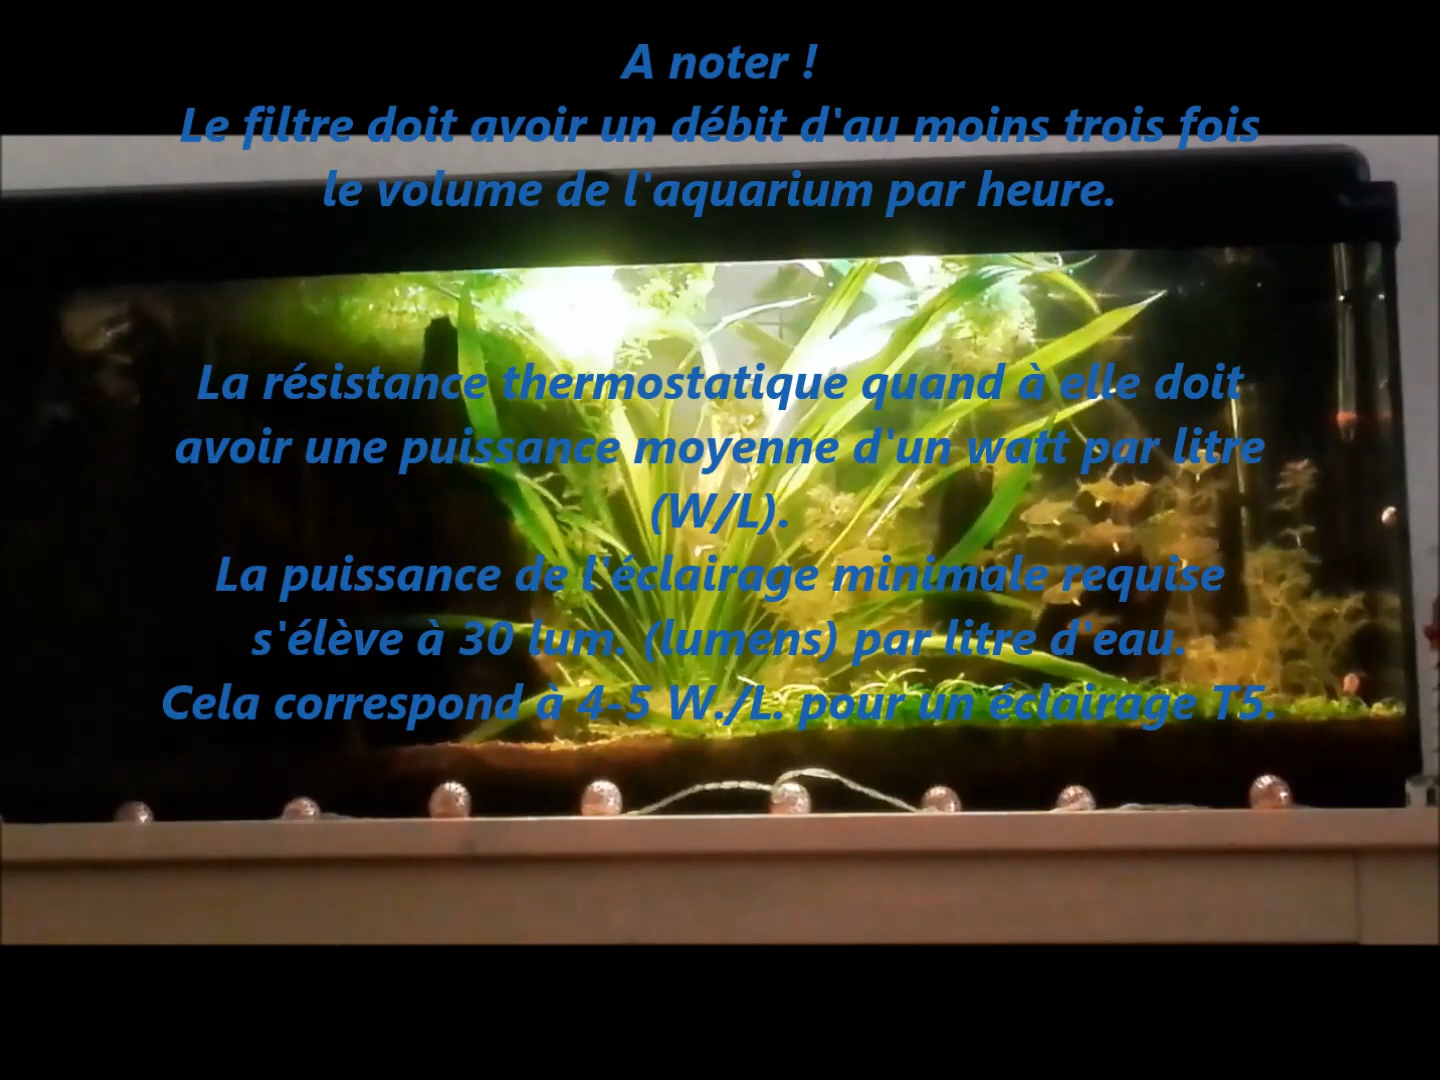 A noter !
Le filtre doit avoir un débit d'au moins trois fois
le volume de l'aquarium par heure.
La résistance thermostatique quand à elle doit
avoir une puissance moyenne d'un watt par litre
(W/L).
La puissance de l'éclairage minimale requise
s'élève à 30 lum. (lumens) par litre d'eau.
Cela correspond à 4-5 W./L. pour un éclairage T5.